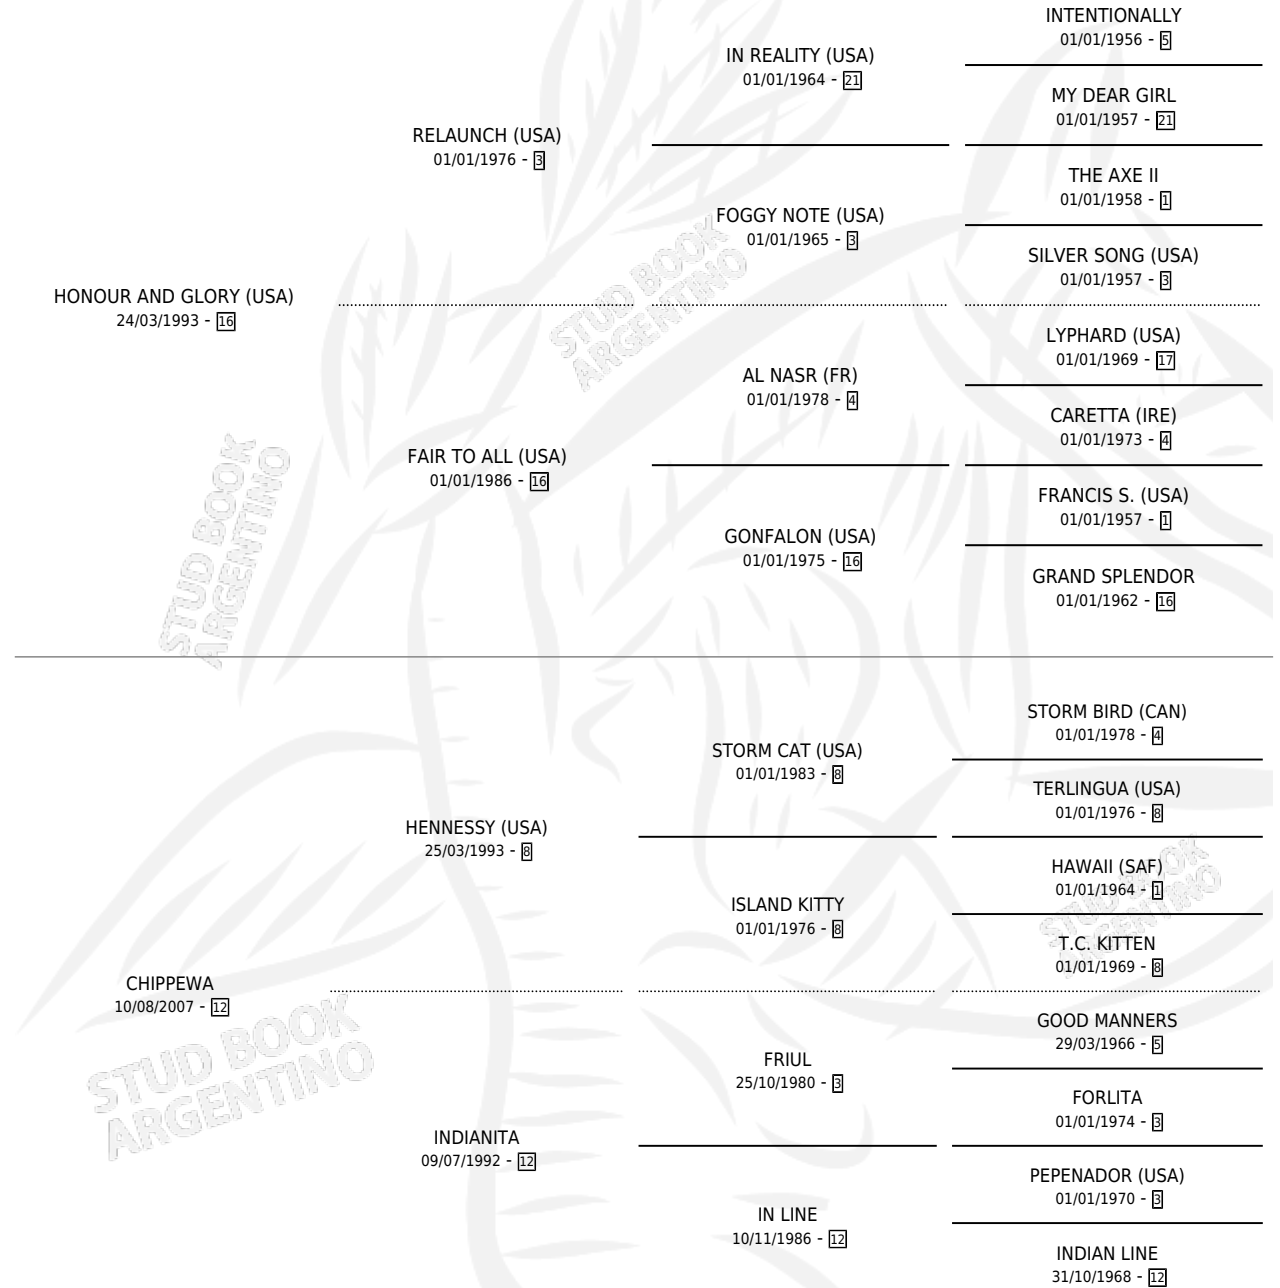 INTENTIONALLY
01/01/1956 - 5
IN REALITY (USA)
01/01/1964 - 21
MY DEAR GIRL
01/01/1957 - 21
RELAUNCH (USA)
01/01/1976 - 3
THE AXE II
01/01/1958 - 1
FOGGY NOTE (USA)
01/01/1965 - 3
SILVER SONG (USA)
01/01/1957 - 3
HONOUR AND GLORY (USA)
24/03/1993 - 16
LYPHARD (USA)
01/01/1969 - 17
AL NASR (FR)
01/01/1978 - 4
CARETTA (IRE)
01/01/1973 - 4
FAIR TO ALL (USA)
01/01/1986 - 16
FRANCIS S. (USA)
01/01/1957 - 1
GONFALON (USA)
01/01/1975 - 16
GRAND SPLENDOR
01/01/1962 - 16
STORM BIRD (CAN)
01/01/1978 - 4
STORM CAT (USA)
01/01/1983 - 8
TERLINGUA (USA)
01/01/1976 - 8
HENNESSY (USA)
25/03/1993 - 8
HAWAII (SAF)
01/01/1964 - 1
ISLAND KITTY
01/01/1976 - 8
T.C. KITTEN
01/01/1969 - 8
CHIPPEWA
10/08/2007 - 12
GOOD MANNERS
29/03/1966 - 5
FRIUL
25/10/1980 - 3
FORLITA
01/01/1974 - 3
INDIANITA
09/07/1992 - 12
PEPENADOR (USA)
01/01/1970 - 3
IN LINE
10/11/1986 - 12
INDIAN LINE
31/10/1968 - 12
STUD BOOK
ARGENTINO
STUD BOOK
ARGENTINO
STUD BOOK
ARGENTINO
STUD BOOK
ARGENTINO